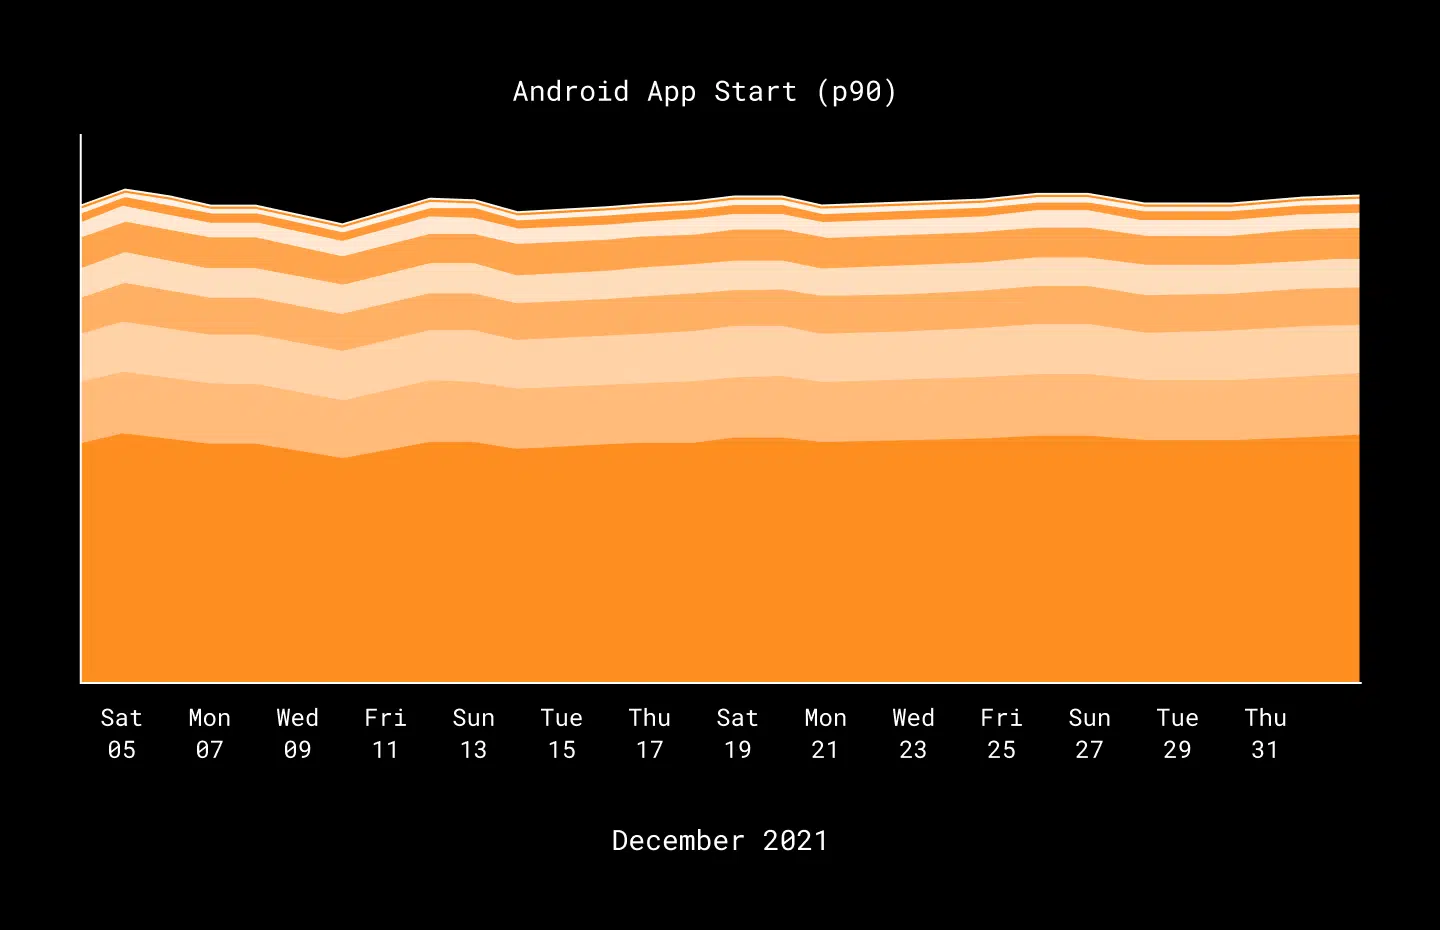 Android App Start (p90)
Sat Mon Wed Fri Sun Tue Thu Sat Mon Wed Fri Sun Tue Thu
05 07 09 11 13 15 17 19 21 23 25 27 29 31
December 2021